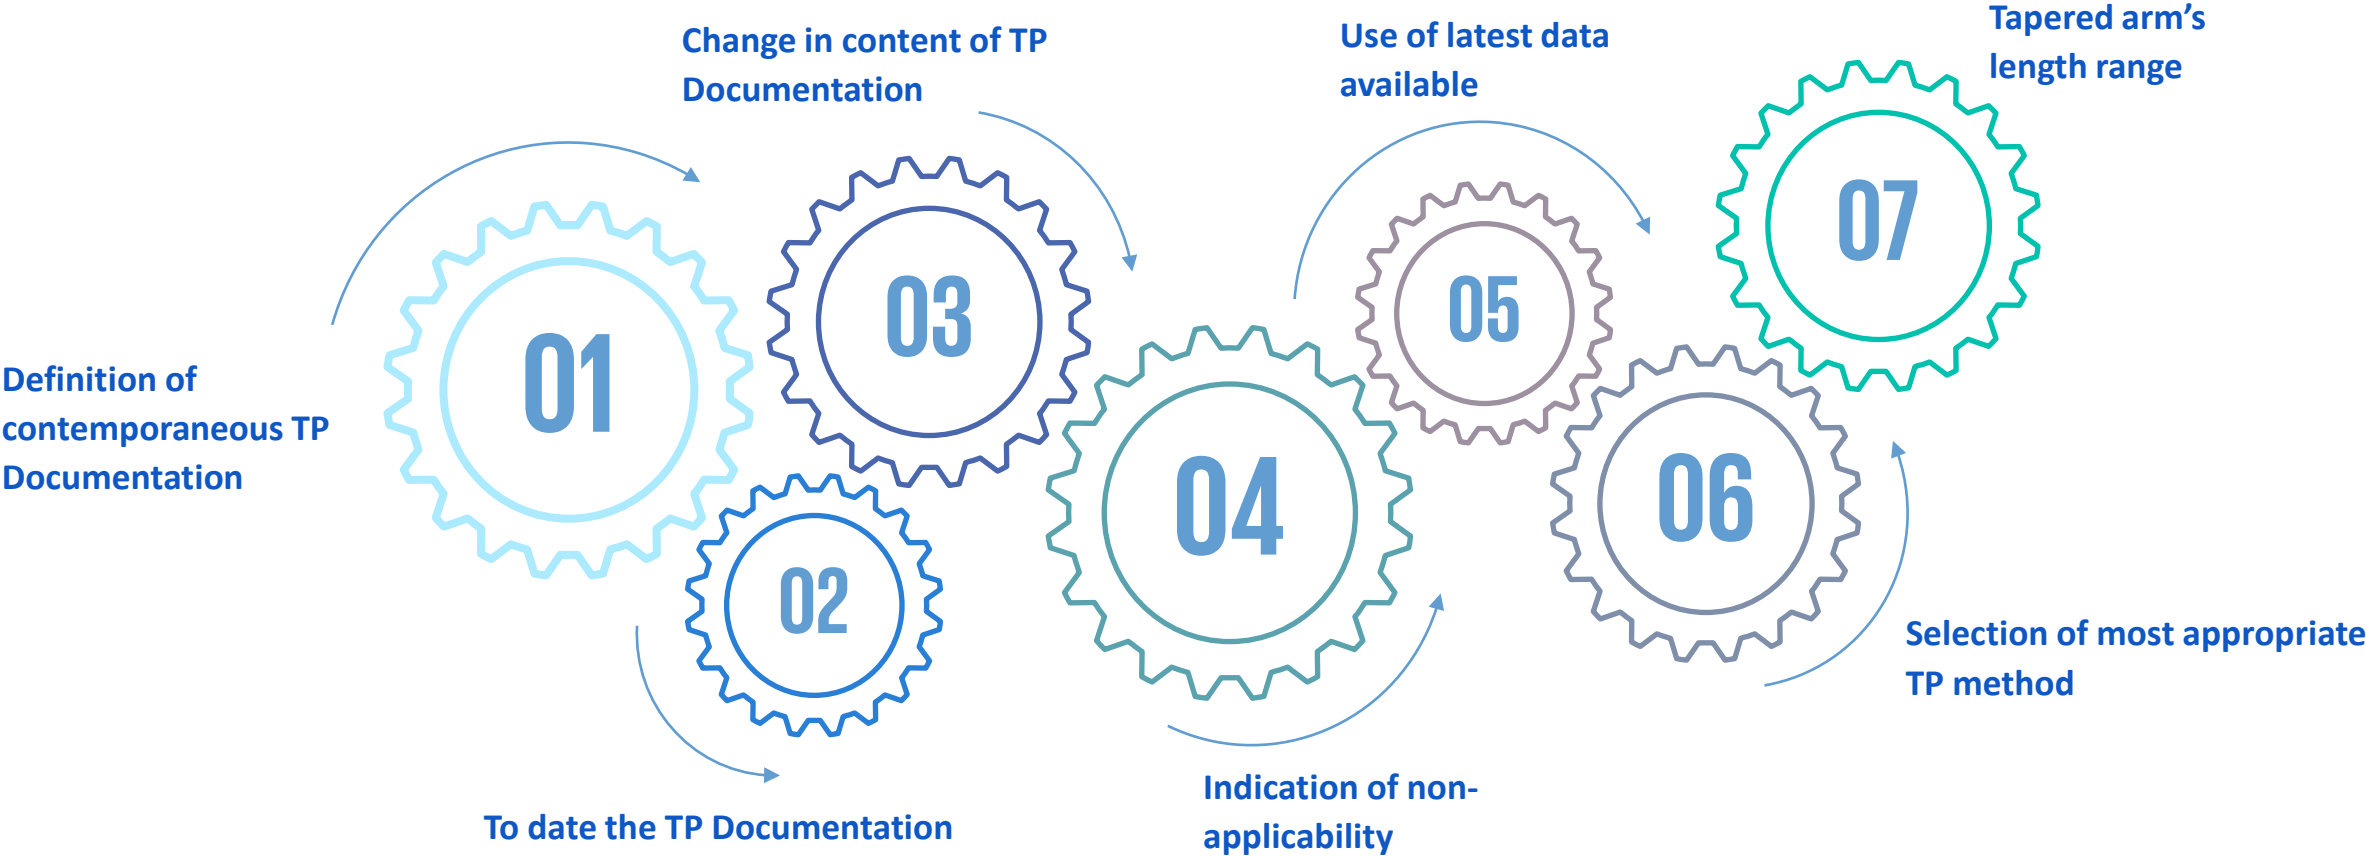 01
Definition of
contemporaneous TP
Documentation
02
To date the TP Documentation
03
Change in content of TP
Documentation
04
Indication of non-
applicability
05
Use of latest data
available
06
Selection of most appropriate
TP method
07
Tapered arm’s
length range